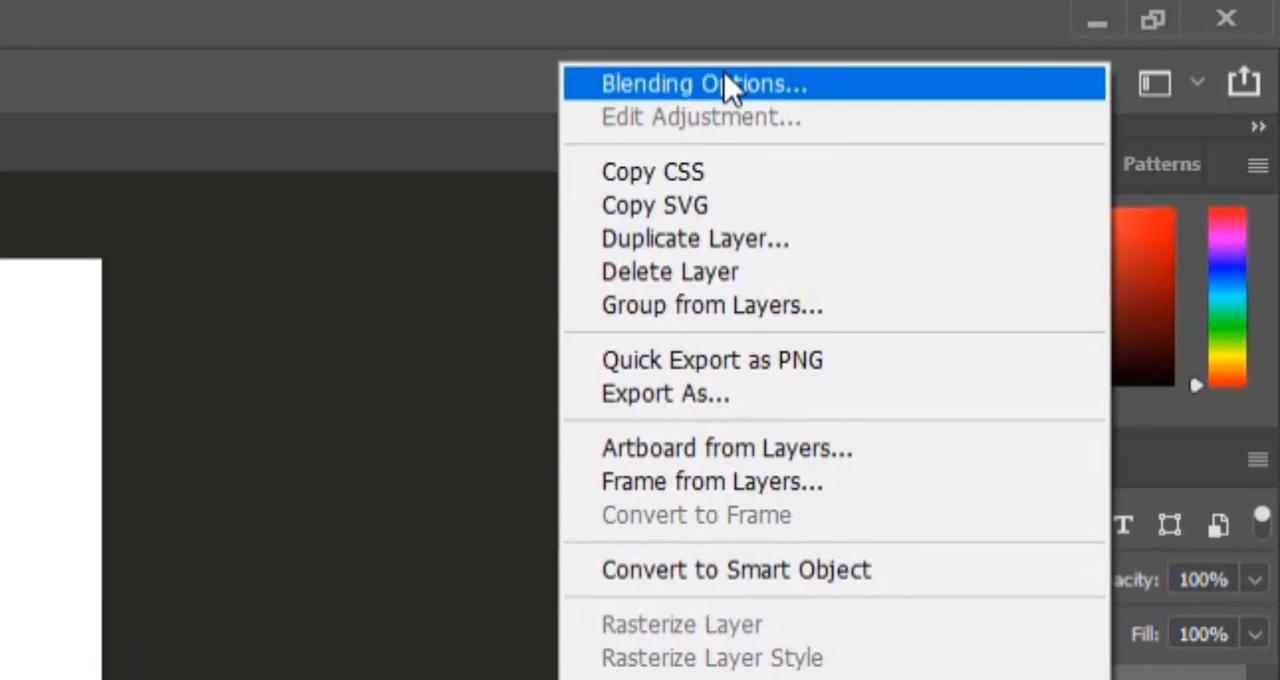 Blending Options...
Edit Adjustment...
Copy CSS
Copy SVG
Duplicate Layer...
Delete Layer
Group from Layers...
Quick Export as PNG
Export As...
Artboard from Layers...
Frame from Layers...
Convert to Frame
Convert to Smart Object
Rasterize Layer
Rasterize Layer Style
Patterns
acity: 100%
Fill: 100%